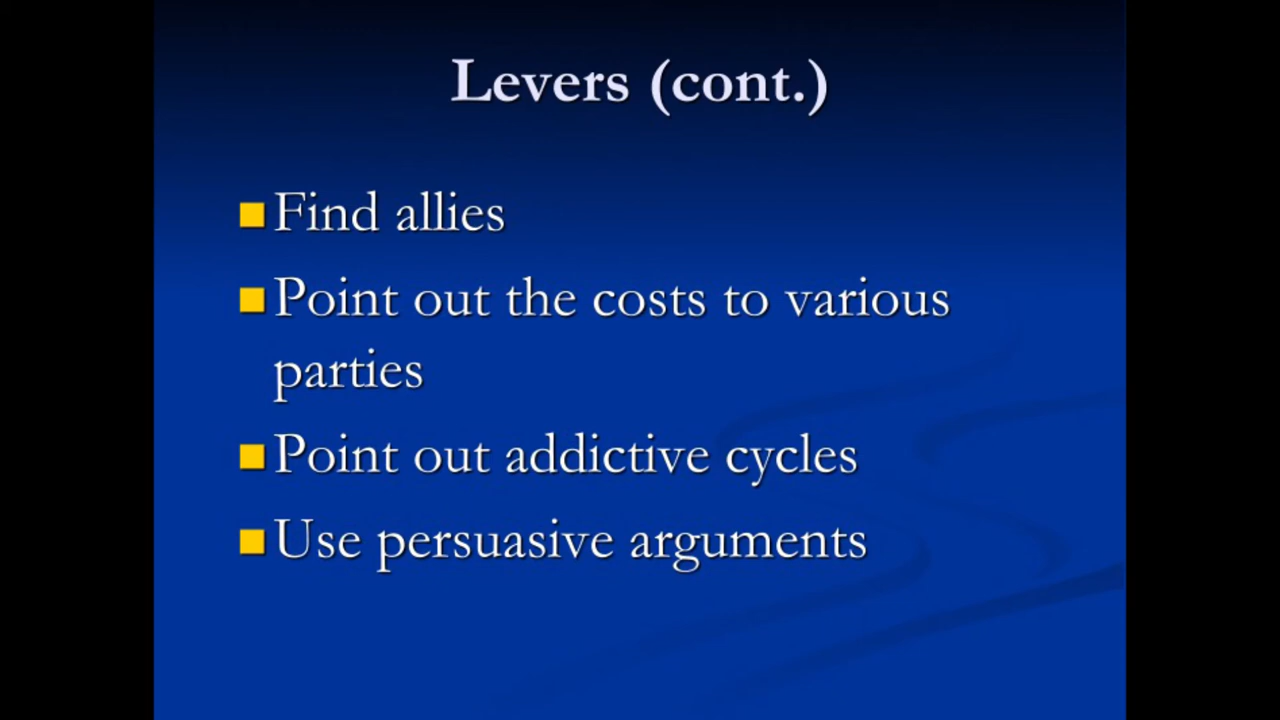 Levers (cont.)
Find allies
Point out the costs to various
parties
Point out addictive cycles
Use persuasive arguments